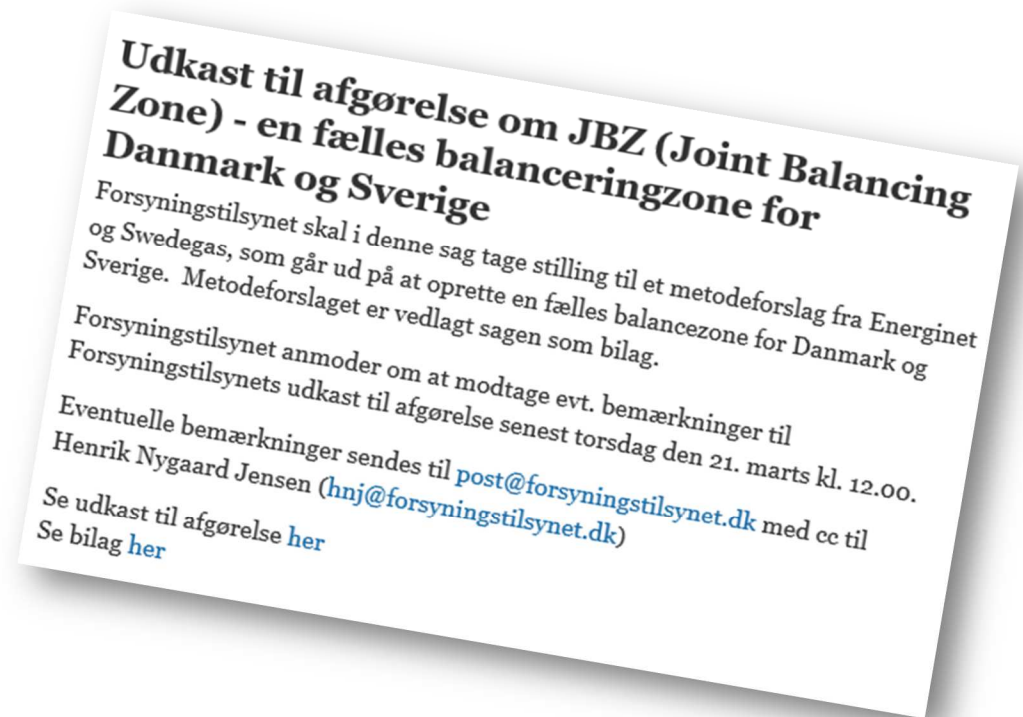 Udkast til afgørelse om JBZ (Joint Balancing
Zone) - en fælles balanceringzone for
Danmark og Sverige
Forsyningstilsynet skal i denne sag tage stilling til et metodeforslag fra Energinet
og Swedegas, som går ud på at oprette en fælles balancezone for Danmark og
Sverige.  Metodeforslaget er vedlagt sagen som bilag.
Forsyningstilsynet anmoder om at modtage evt. bemærkninger til
Forsyningstilsynets udkast til afgørelse senest torsdag den 21. marts kl. 12.00.
Eventuelle bemærkninger sendes til post@forsyningstilsynet.dk med cc til
Henrik Nygaard Jensen (hnj@forsyningstilsynet.dk)
Se udkast til afgørelse her
Se bilag her